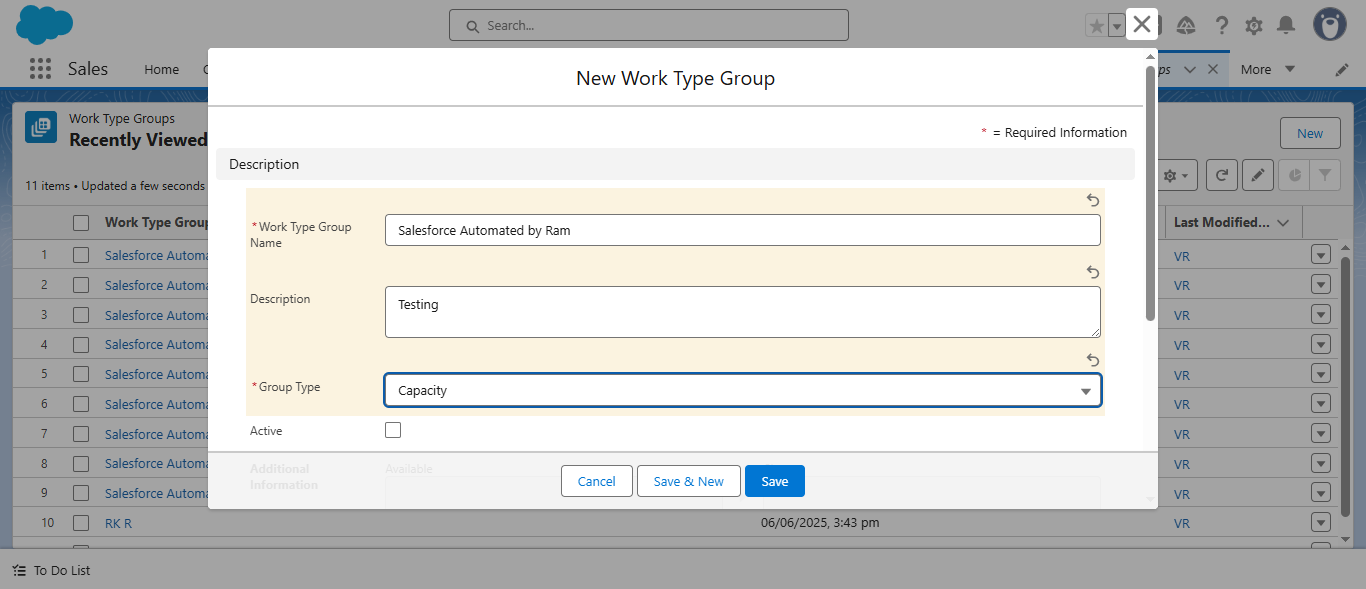 Search...
Sales
Home
ps
More
New Work Type Group
* = Required Information
Work Type Groups
Recently Viewed
New
11 items • Updated a few seconds
Description
Work Type Group
Last Modified...
*Work Type Group
Name
Salesforce Automated by Ram
Description
Testing
*Group Type
Capacity
Active
Additional
Information
Available
Cancel
Save & New
Save
1 Salesforce Automa VR
2 Salesforce Automa VR
3 Salesforce Automa VR
4 Salesforce Automa VR
5 Salesforce Automa VR
6 Salesforce Automa VR
7 Salesforce Automa VR
8 Salesforce Automa VR
9 Salesforce Automa VR
10 RK R 06/06/2025, 3:43 pm VR
To Do List